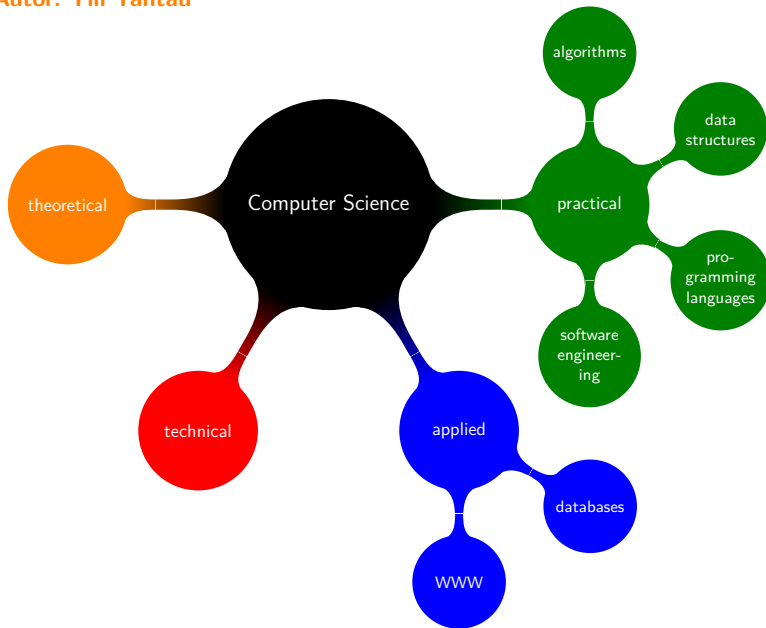 Autor: Till Tantau
algorithms
data
structures
Computer Science
practical
theoretical
pro-
gramming
languages
software
engineer-
ing
technical
applied
databases
WWW